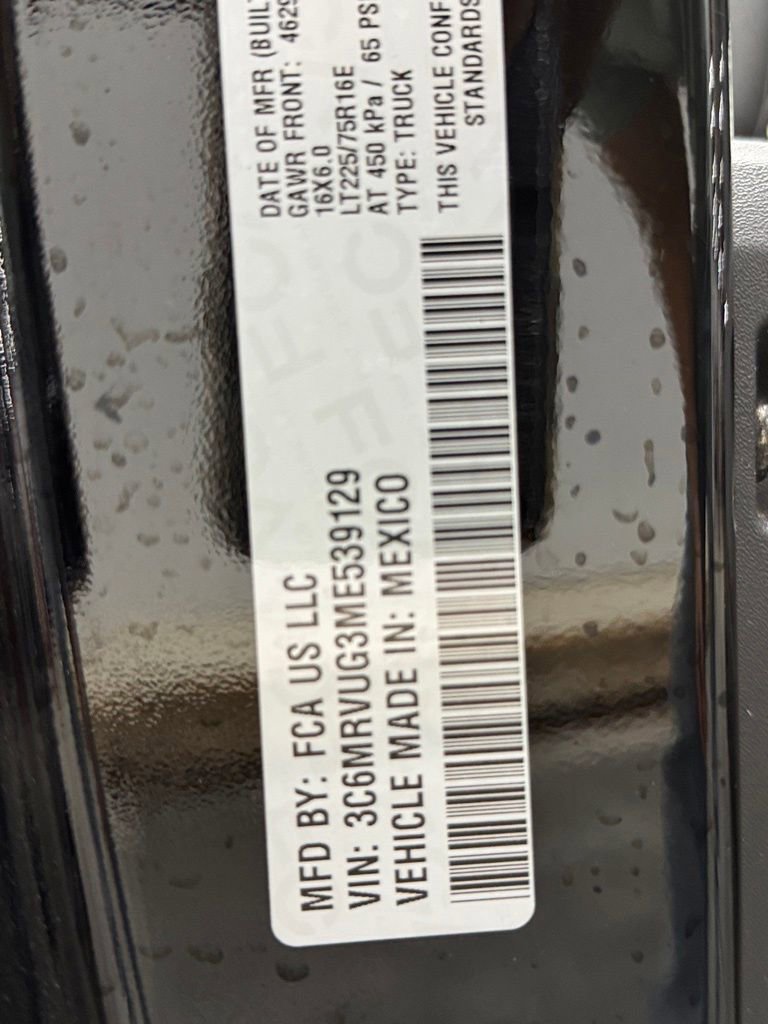 MFD BY: FCA US LLC
VIN: 3C6MRVUG3ME539129
VEHICLE MADE IN: MEXICO
DATE OF MFR (BUILT
GAWR FRONT: 4629
16X6.0
LT225/75R16E
AT 450 kPa / 65 PS
TYPE: TRUCK
THIS VEHICLE CONF
STANDARDS